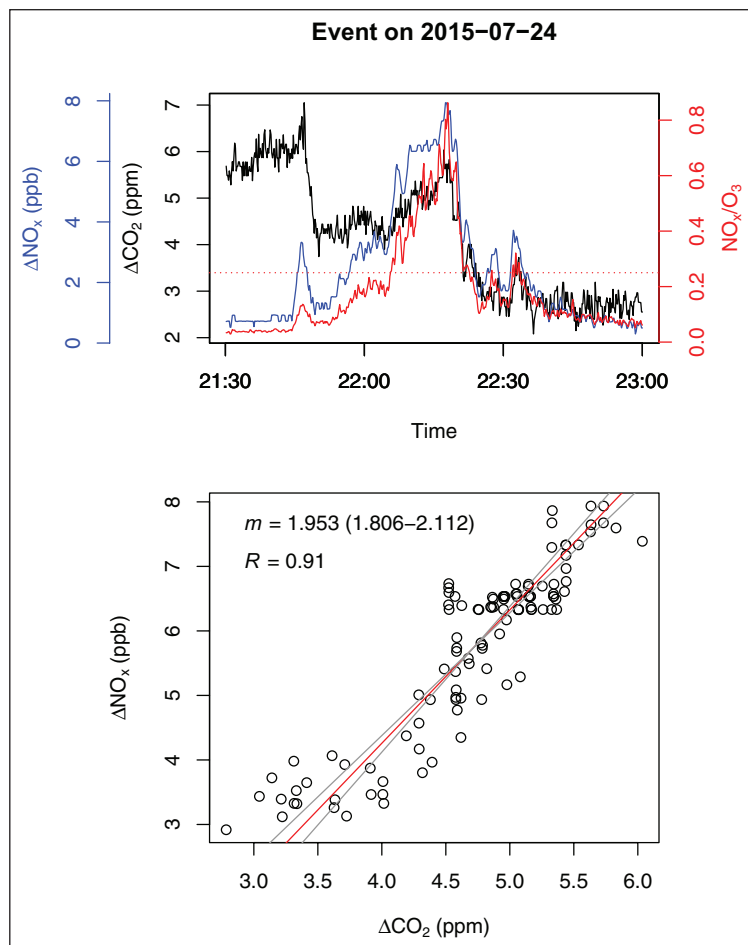 Event on 2015−07−24
ΔNOₓ (ppb)
0 2 4 6 8
ΔCO₂ (ppm)
2 3 4 5 6 7
NOₓ/O₃
0.0 0.2 0.4 0.6 0.8
21:30 22:00 22:30 23:00
Time
m = 1.953 (1.806−2.112)
R = 0.91
ΔNOₓ (ppb)
3 4 5 6 7 8
3.0 3.5 4.0 4.5 5.0 5.5 6.0
ΔCO₂ (ppm)